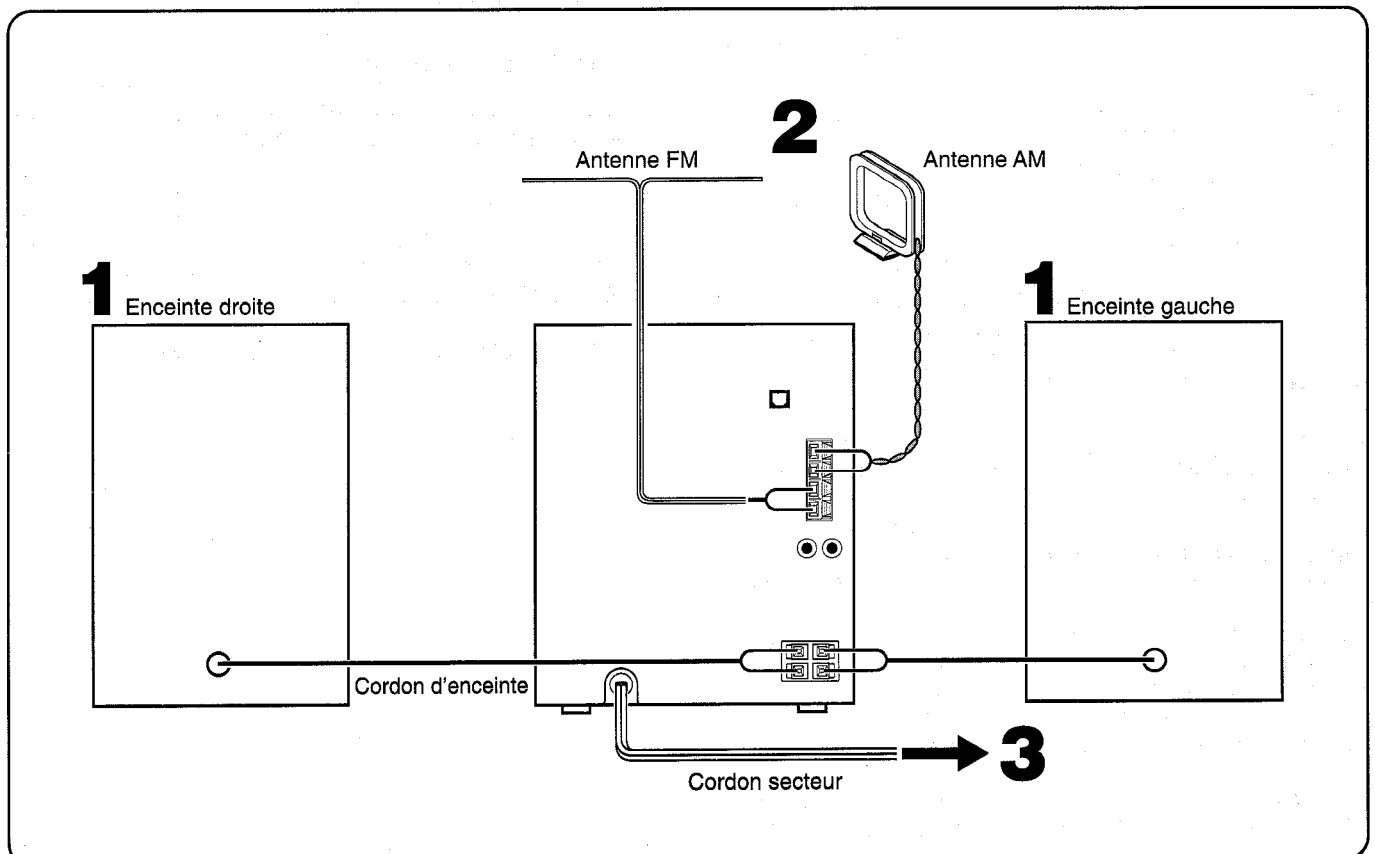 2
Antenne FM
Antenne AM
1 Enceinte droite
1 Enceinte gauche
Cordon d'enceinte
3
Cordon secteur